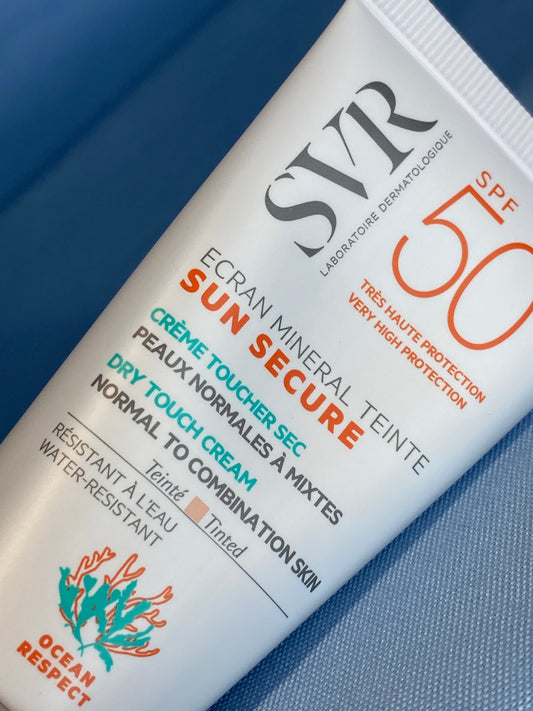 SVR
LABORATOIRE DERMATOLOGIQUE
SPF
50
TRÈS HAUTE PROTECTION
VERY HIGH PROTECTION
ECRAN MINERAL TEINTE
SUN SECURE
CRÈME TOUCHER SEC
PEAUX NORMALES À MIXTES
DRY TOUCH CREAM
NORMAL TO COMBINATION SKIN
Teinté Tinted
RÉSISTANT À L'EAU
WATER-RESISTANT
OCEAN
RESPECT